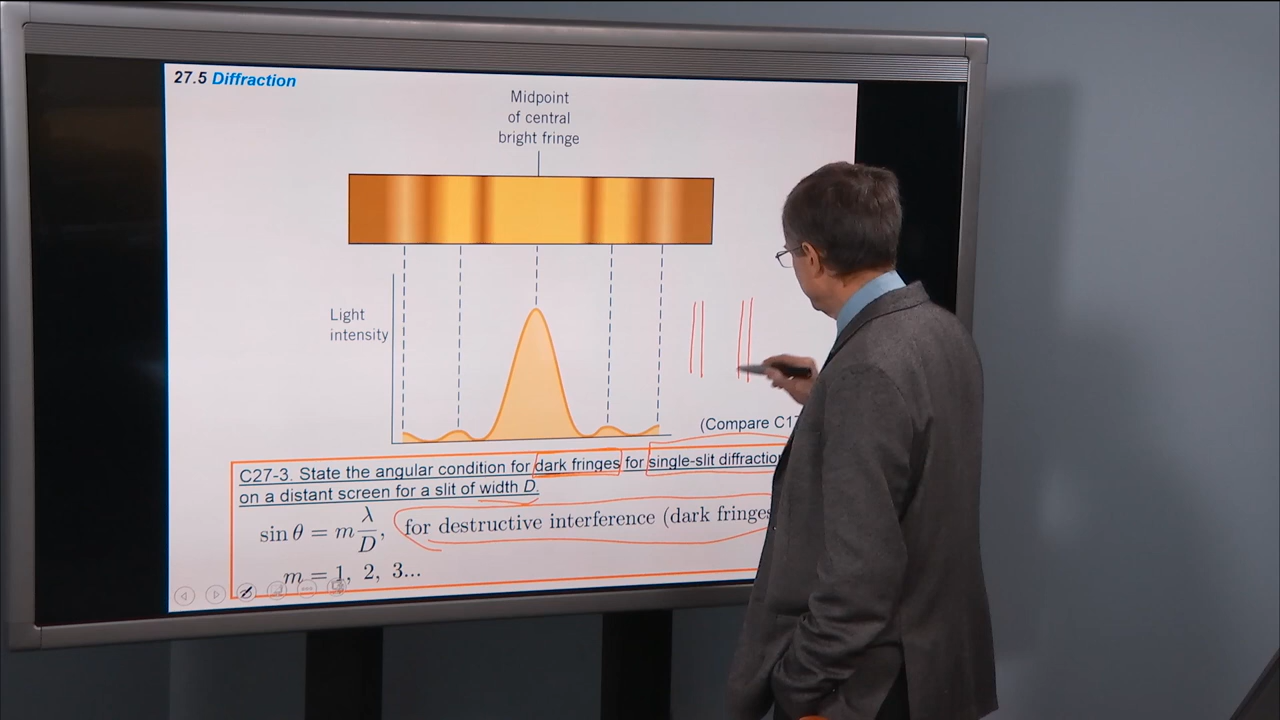 27.5 Diffraction
Midpoint
of central
bright fringe
Light
intensity
(Compare
C27-3. State the angular condition for dark fringes for single-slit diffraction
on a distant screen for a slit of width D.
sin θ = m λ/D, for destructive interference (dark fringes
m = 1, 2, 3...